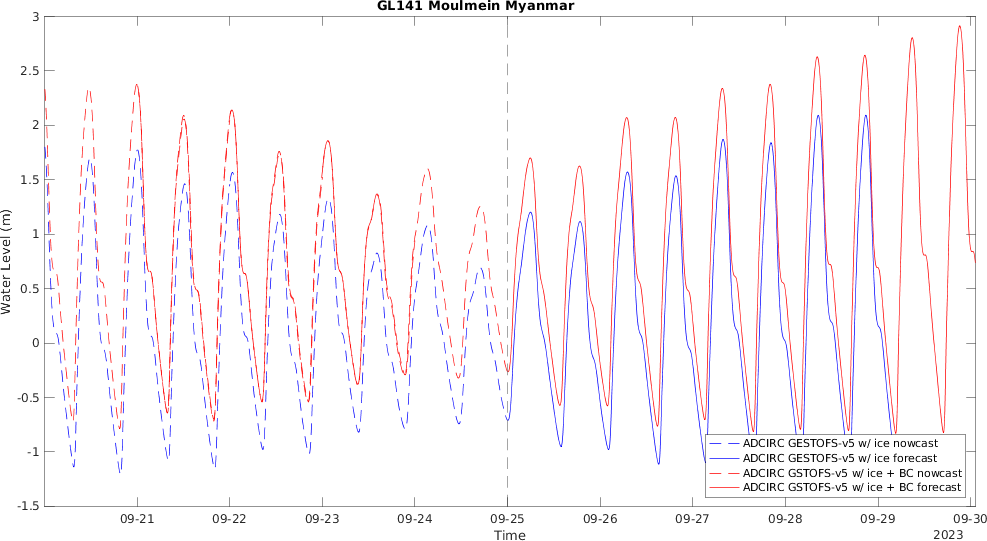 GL141 Moulmein Myanmar
3
2.5
2
1.5
1
0.5
0
-0.5
-1
-1.5
Water Level (m)
ADCIRC GESTOFS-v5 w/ ice nowcast
ADCIRC GESTOFS-v5 w/ ice forecast
ADCIRC GSTOFS-v5 w/ ice + BC nowcast
ADCIRC GSTOFS-v5 w/ ice + BC forecast
09-21 09-22 09-23 09-24 09-25 09-26 09-27 09-28 09-29 09-30
Time
2023